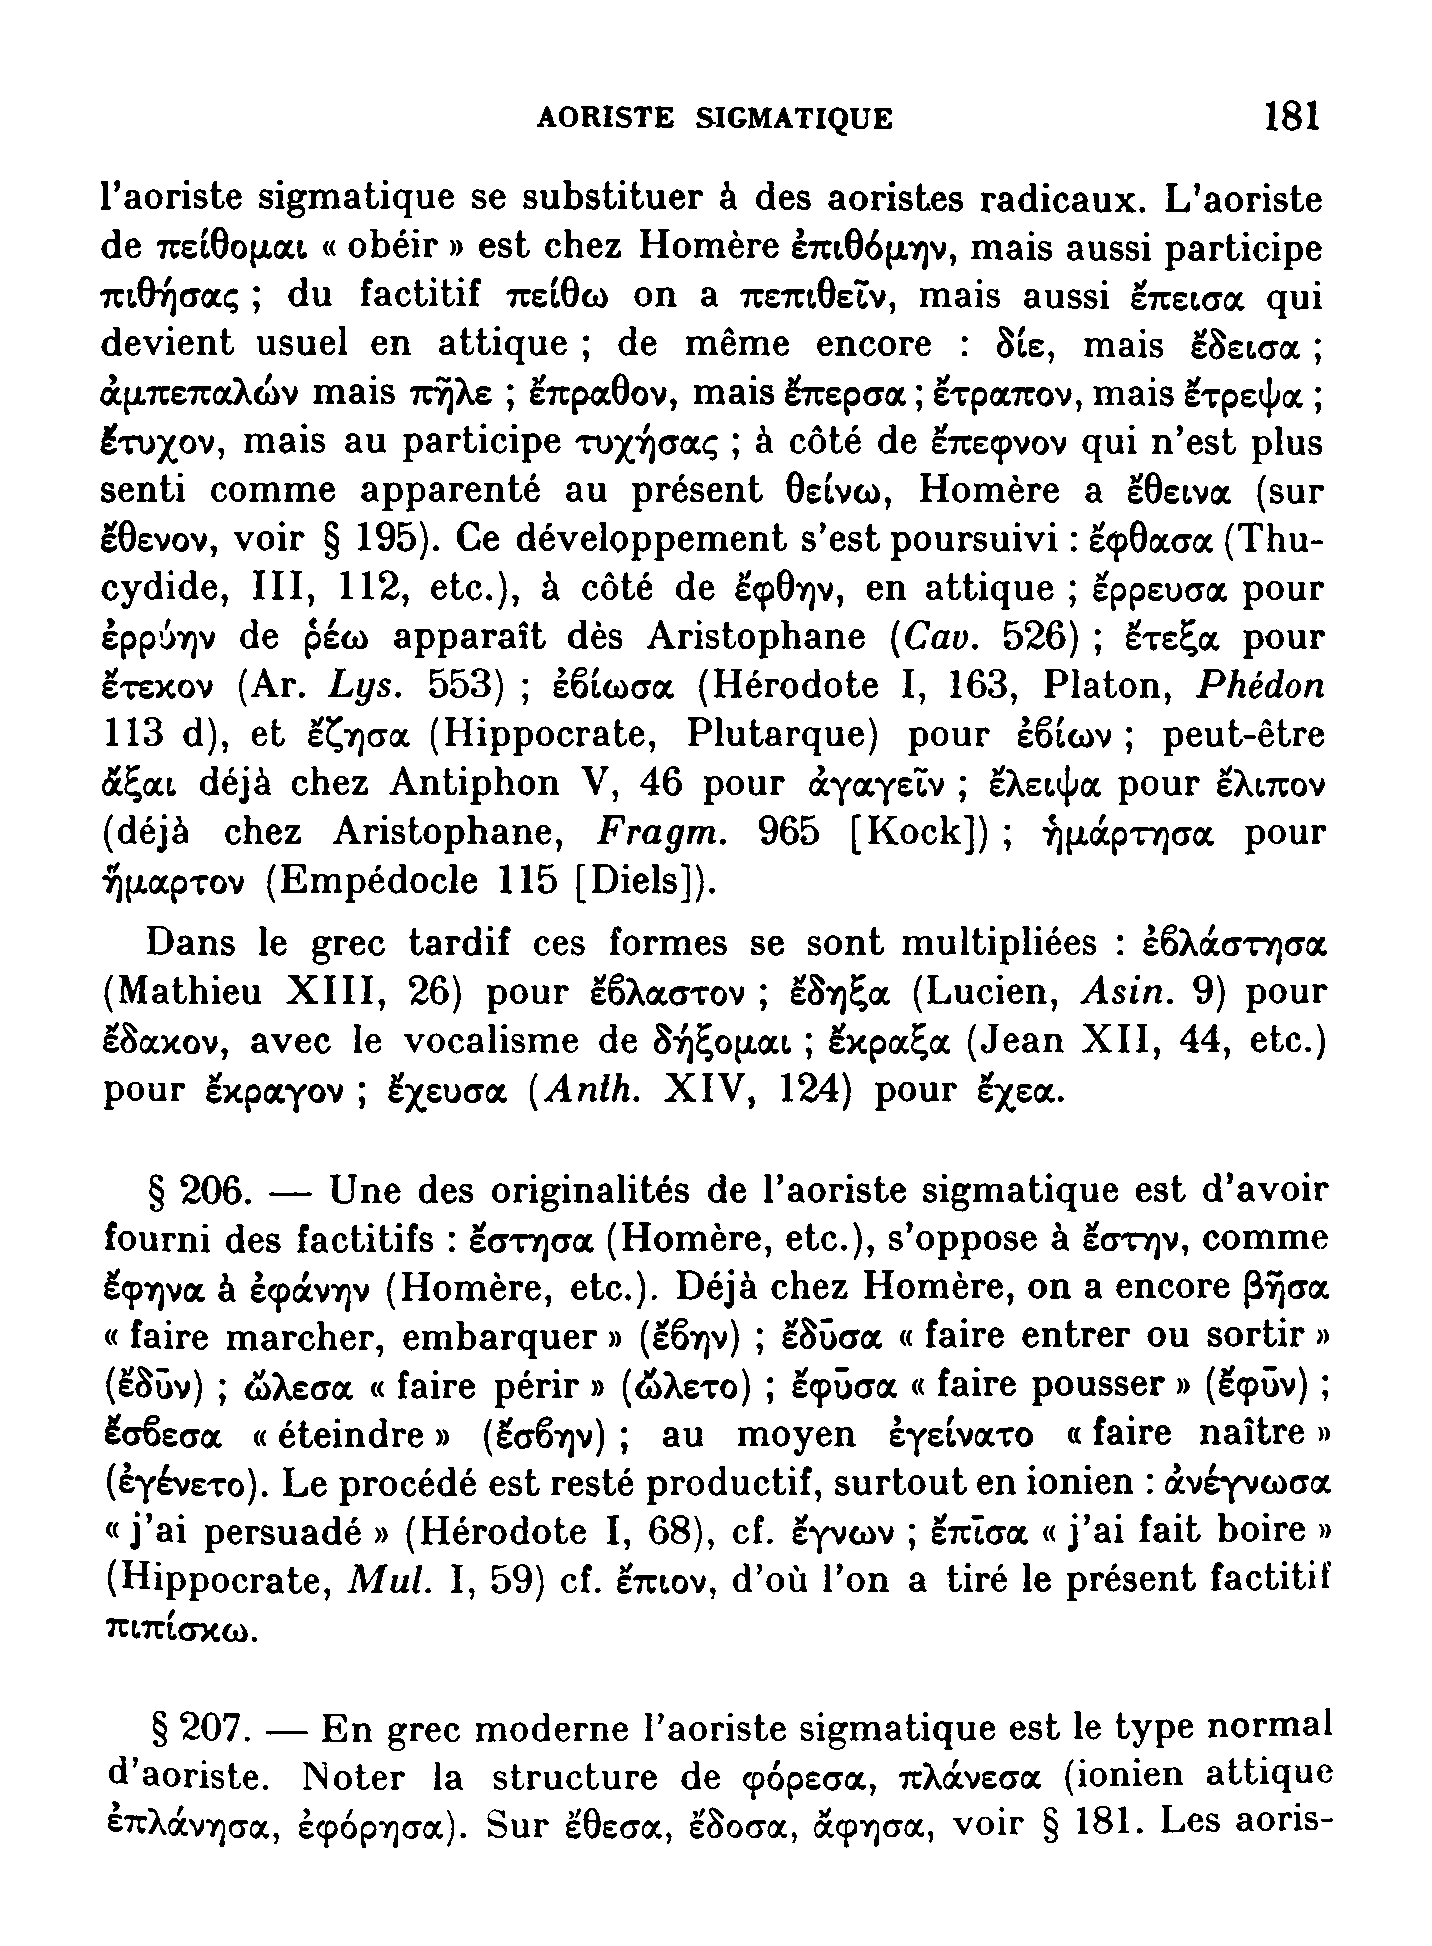 AORISTE SIGMATIQUE 181
l'aoriste sigmatique se substituer à des aoristes radicaux. L'aoriste
de πείθομαι « obéir » est chez Homère ἐπιθόμην, mais aussi participe
πιθήσας ; du factitif πείθω on a πεπιθεῖν, mais aussi ἔπεισα qui
devient usuel en attique ; de même encore : δίε, mais ἔδεισα ;
ἀμπεπαλών mais πῆλε ; ἔπραθον, mais ἔπερσα ; ἔτραπον, mais ἔτρεψα ;
ἔτυχον, mais au participe τυχήσας ; à côté de ἔπεφνον qui n'est plus
senti comme apparenté au présent θείνω, Homère a ἔθεινα (sur
ἔθενον, voir § 195). Ce développement s'est poursuivi : ἔφθασα (Thu-
cydide, III, 112, etc.), à côté de ἔφθην, en attique ; ἔρρευσα pour
ἐρρύην de ῥέω apparaît dès Aristophane (Cav. 526) ; ἔτεξα pour
ἔτεκον (Ar. Lys. 553) ; ἐϐίωσα (Hérodote I, 163, Platon, Phédon
113 d), et ἔζησα (Hippocrate, Plutarque) pour ἐϐίων ; peut-être
ἄξαι déjà chez Antiphon V, 46 pour ἀγαγεῖν ; ἔλειψα pour ἔλιπον
(déjà chez Aristophane, Fragm. 965 [Kock]) ; ἡμάρτησα pour
ἥμαρτον (Empédocle 115 [Diels]).
Dans le grec tardif ces formes se sont multipliées : ἐϐλάστησα
(Mathieu XIII, 26) pour ἔϐλαστον ; ἔδηξα (Lucien, Asin. 9) pour
ἔδακον, avec le vocalisme de δήξομαι ; ἔκραξα (Jean XII, 44, etc.)
pour ἔκραγον ; ἔχευσα (Anth. XIV, 124) pour ἔχεα.
§ 206. — Une des originalités de l'aoriste sigmatique est d'avoir
fourni des factitifs : ἔστησα (Homère, etc.), s'oppose à ἔστην, comme
ἔφηνα à ἐφάνην (Homère, etc.). Déjà chez Homère, on a encore βῆσα
« faire marcher, embarquer » (ἔϐην) ; ἔδῡσα « faire entrer ou sortir »
(ἔδῡν) ; ὤλεσα « faire périr » (ὤλετο) ; ἔφῡσα « faire pousser » (ἔφῡν) ;
ἔσϐεσα « éteindre » (ἔσϐην) ; au moyen ἐγείνατο « faire naître »
(ἐγένετο). Le procédé est resté productif, surtout en ionien : ἀνέγνωσα
« j'ai persuadé » (Hérodote I, 68), cf. ἔγνων ; ἔπῑσα « j'ai fait boire »
(Hippocrate, Mul. I, 59) cf. ἔπιον, d'où l'on a tiré le présent factitif
πιπίσκω.
§ 207. — En grec moderne l'aoriste sigmatique est le type normal
d'aoriste. Noter la structure de φόρεσα, πλάνεσα (ionien attique
ἐπλάνησα, ἐφόρησα). Sur ἔθεσα, ἔδοσα, ἄφησα, voir § 181. Les aoris-